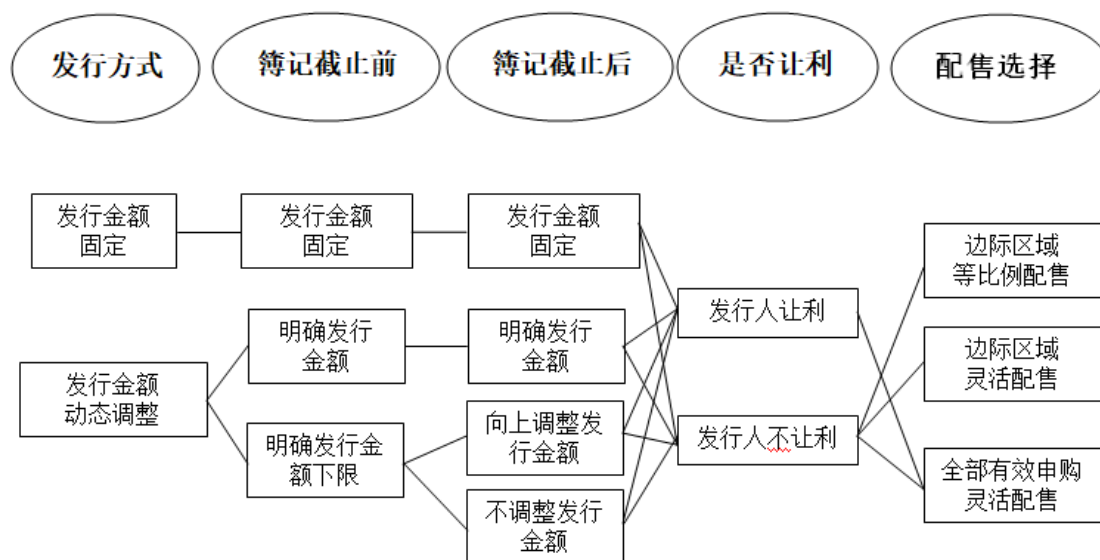 发行方式
簿记截止前
簿记截止后
是否让利
配售选择
发行金额
固定
发行金额
固定
发行金额
固定
边际区域
等比例配售
发行人让利
明确发行
金额
明确发行
金额
边际区域
灵活配售
发行金额
动态调整
向上调整发
行金额
发行人不让利
明确发行金
额下限
全部有效申购
灵活配售
不调整发行
金额